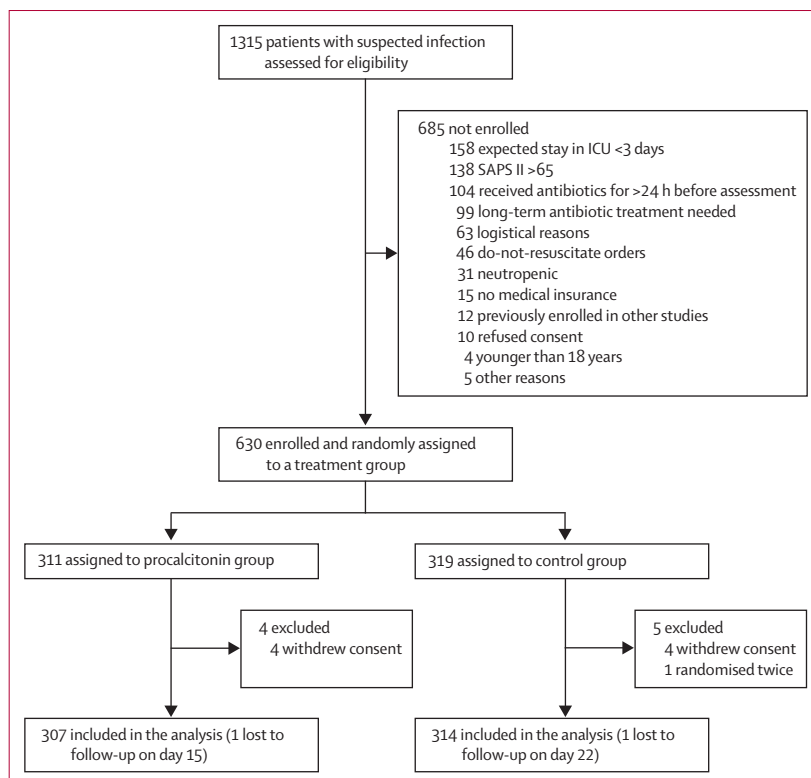 1315 patients with suspected infection
assessed for eligibility
685 not enrolled
158 expected stay in ICU <3 days
138 SAPS II >65
104 received antibiotics for >24 h before assessment
99 long-term antibiotic treatment needed
63 logistical reasons
46 do-not-resuscitate orders
31 neutropenic
15 no medical insurance
12 previously enrolled in other studies
10 refused consent
4 younger than 18 years
5 other reasons
630 enrolled and randomly assigned
to a treatment group
311 assigned to procalcitonin group
319 assigned to control group
4 excluded
4 withdrew consent
5 excluded
4 withdrew consent
1 randomised twice
307 included in the analysis (1 lost to
follow-up on day 15)
314 included in the analysis (1 lost to
follow-up on day 22)